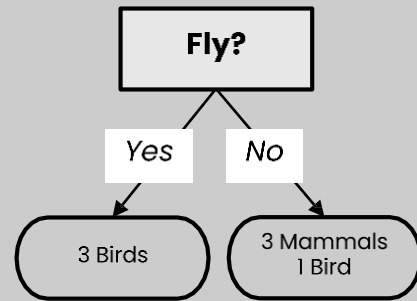 Fly?
Yes
No
3 Birds
3 Mammals
1 Bird